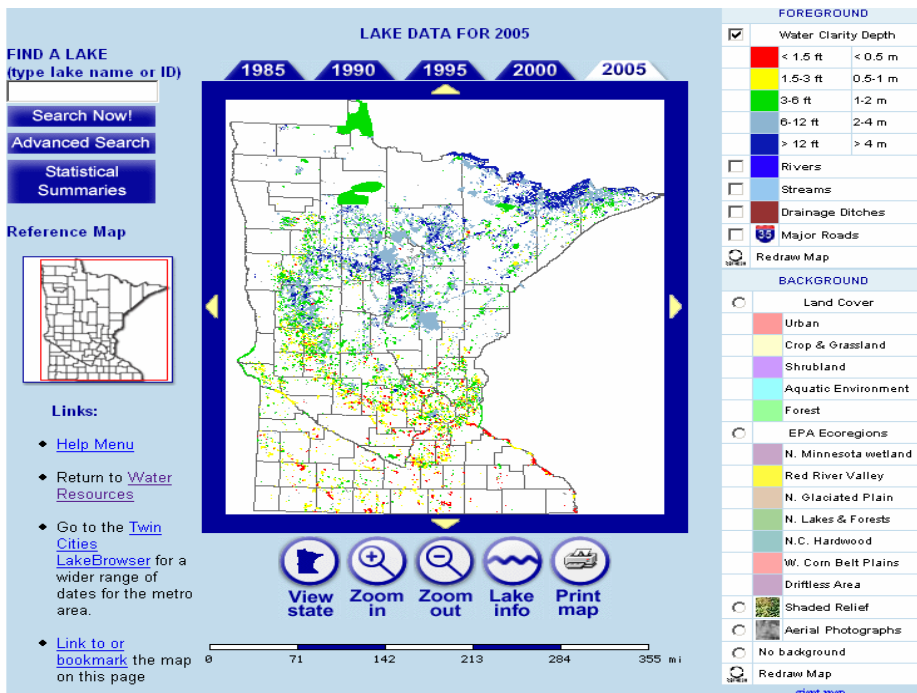 LAKE DATA FOR 2005
FIND A LAKE
(type lake name or ID)
Search Now!
Advanced Search
Statistical
Summaries
Reference Map
Links:
Help Menu
Return to Water
Resources
Go to the Twin
Cities
LakeBrowser for a
wider range of
dates for the metro
area.
Link to or
bookmark the map
on this page
1985 1990 1995 2000 2005
View state
Zoom in
Zoom out
Lake info
Print map
0 71 142 213 284 355 mi
FOREGROUND
Water Clarity Depth
< 1.5 ft < 0.5 m
1.5-3 ft 0.5-1 m
3-6 ft 1-2 m
6-12 ft 2-4 m
> 12 ft > 4 m
Rivers
Streams
Drainage Ditches
35 Major Roads
Redraw Map
BACKGROUND
Land Cover
Urban
Crop & Grassland
Shrubland
Aquatic Environment
Forest
EPA Ecoregions
N. Minnesota wetland
Red River Valley
N. Glaciated Plain
N. Lakes & Forests
N.C. Hardwood
W. Corn Belt Plains
Driftless Area
Shaded Relief
Aerial Photographs
No background
Redraw Map